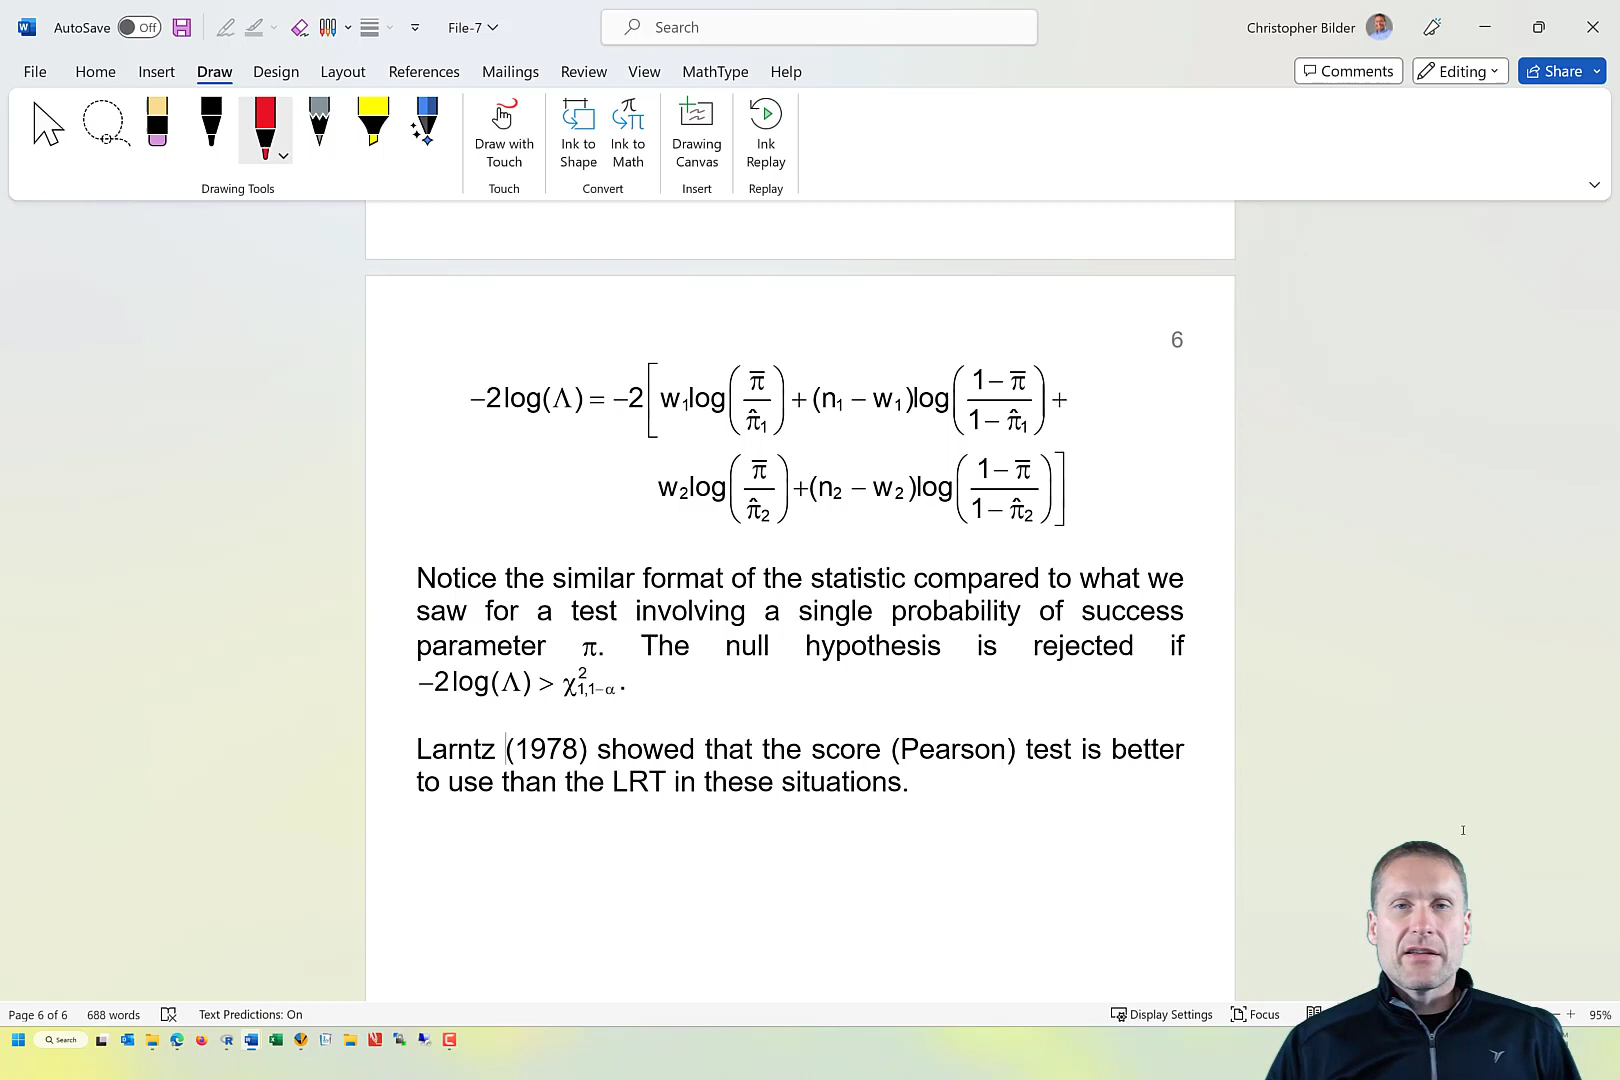 AutoSave Off File-7 Search Christopher Bilder
File Home Insert Draw Design Layout References Mailings Review View MathType Help Comments Editing Share
Draw with Touch
Ink to Shape
Ink to Math
Drawing Canvas
Ink Replay
Drawing Tools Touch Convert Insert Replay
6
−2log(Λ) = −2[w₁log(π̅/π̂₁) + (n₁ − w₁)log((1 − π̅)/(1 − π̂₁)) +
w₂log(π̅/π̂₂) + (n₂ − w₂)log((1 − π̅)/(1 − π̂₂))]
Notice the similar format of the statistic compared to what we
saw for a test involving a single probability of success
parameter π. The null hypothesis is rejected if
−2log(Λ) > χ²₁,₁₋α.
Larntz (1978) showed that the score (Pearson) test is better
to use than the LRT in these situations.
Page 6 of 6 688 words Text Predictions: On Display Settings Focus 95%
Search